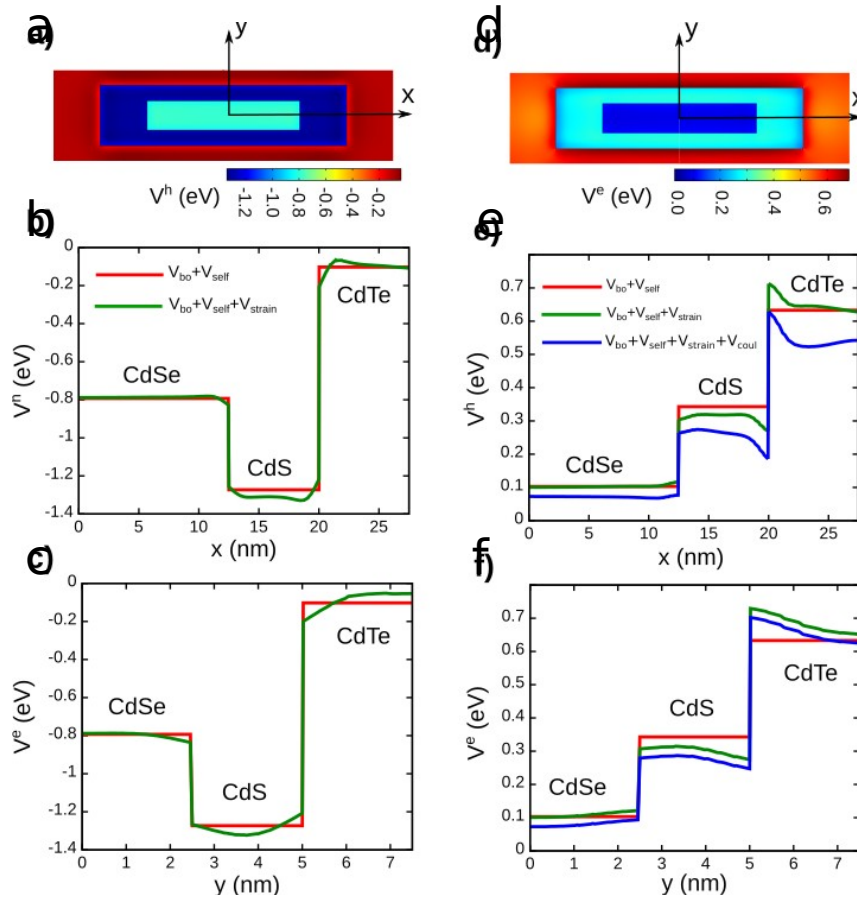 a
a)
y
x
V^h (eV)
-1.2
-1.0
-0.8
-0.6
-0.4
-0.2
d
d)
y
x
V^e (eV)
0.0
0.2
0.4
0.6
b
b)
V_bo+V_self
V_bo+V_self+V_strain
CdSe
CdS
CdTe
V^h (eV)
0
-0.2
-0.4
-0.6
-0.8
-1
-1.2
-1.4
0 5 10 15 20 25
x (nm)
e
e)
V_bo+V_self
V_bo+V_self+V_strain
V_bo+V_self+V_strain+V_coul
CdSe
CdS
CdTe
V^h (eV)
0.7
0.6
0.5
0.4
0.3
0.2
0.1
0 5 10 15 20 25
x (nm)
c
c)
CdSe
CdS
CdTe
V^e (eV)
0
-0.2
-0.4
-0.6
-0.8
-1
-1.2
-1.4
0 1 2 3 4 5 6 7
y (nm)
f
f)
CdSe
CdS
CdTe
V^e (eV)
0.7
0.6
0.5
0.4
0.3
0.2
0.1
0 1 2 3 4 5 6 7
y (nm)